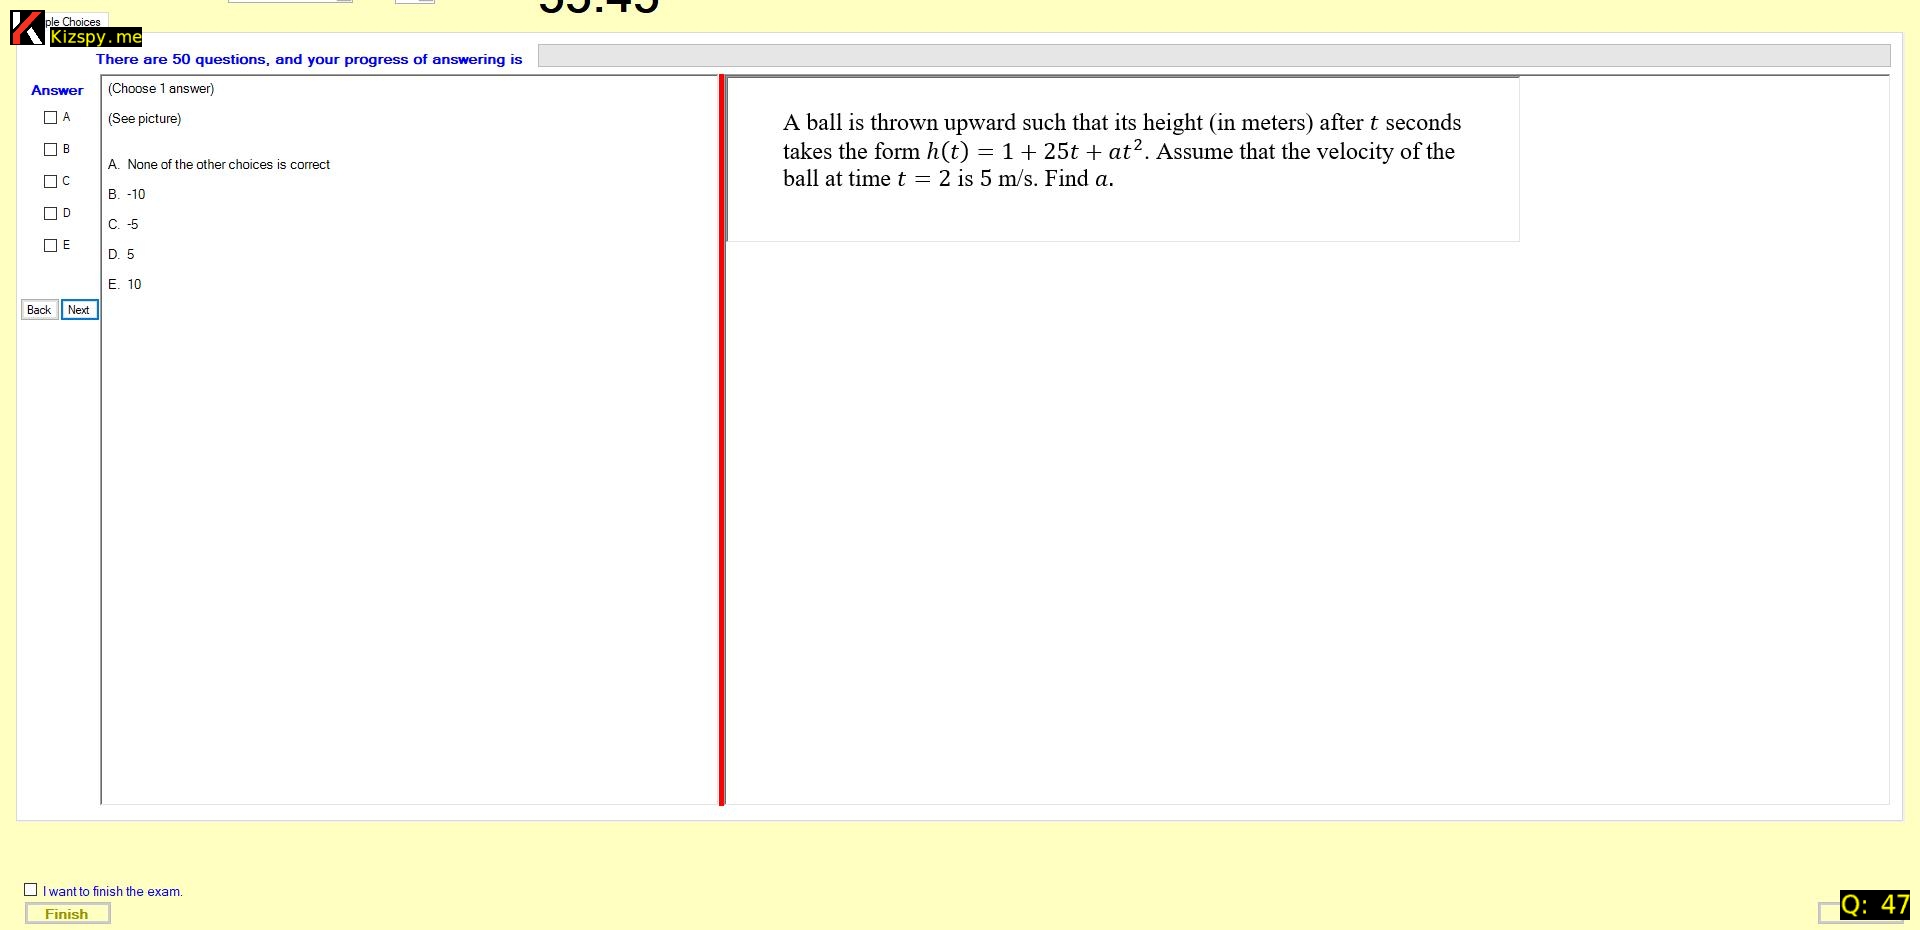 ple Choices
Kizspy.me
There are 50 questions, and your progress of answering is
Answer
A
B
C
D
E
Back Next
(Choose 1 answer)
(See picture)
A. None of the other choices is correct
B. -10
C. -5
D. 5
E. 10
A ball is thrown upward such that its height (in meters) after t seconds
takes the form h(t) = 1 + 25t + at². Assume that the velocity of the
ball at time t = 2 is 5 m/s. Find a.
I want to finish the exam.
Finish
Q: 47